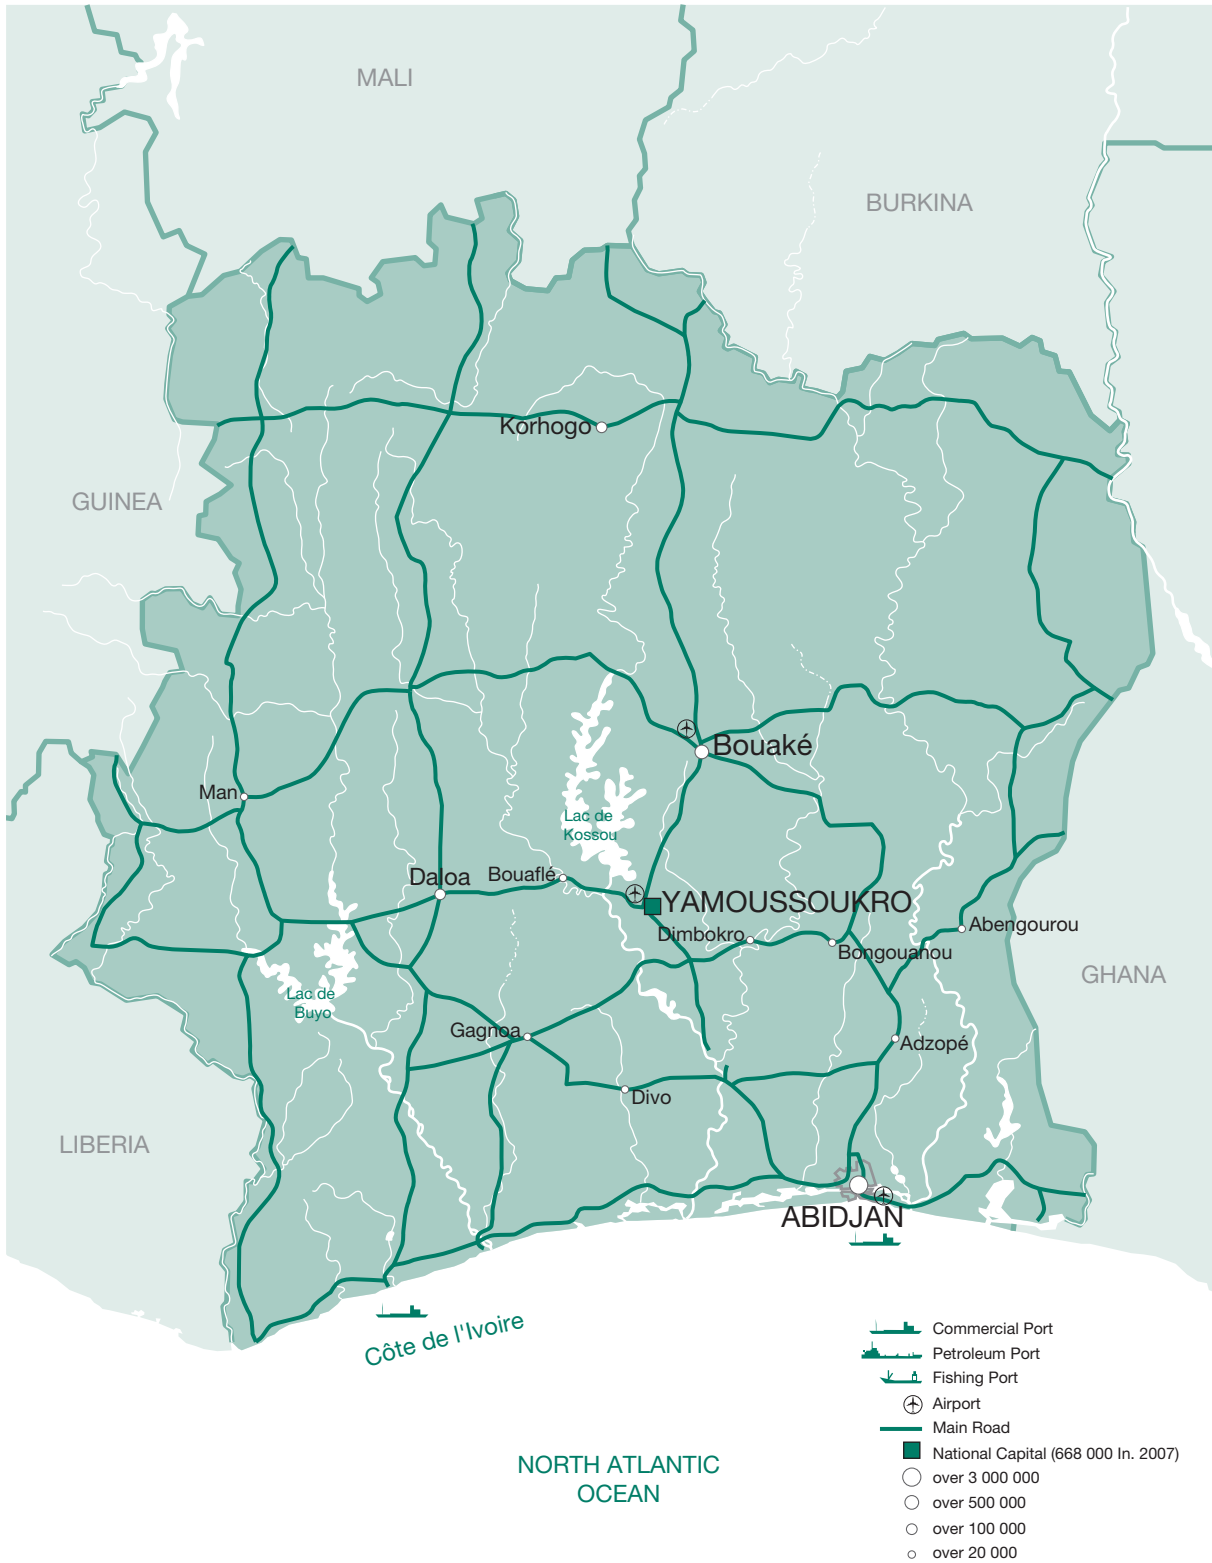 MALI
BURKINA
Korhogo
GUINEA
Bouaké
Man
Lac de
Kossou
Daloa
Bouaflé
YAMOUSSOUKRO
Dimbokro
Abengourou
Bongouanou
GHANA
Lac de
Buyo
Gagnoa
Adzopé
Divo
LIBERIA
ABIDJAN
Côte de l'Ivoire
Commercial Port
Petroleum Port
Fishing Port
Airport
Main Road
National Capital (668 000 In. 2007)
over 3 000 000
over 500 000
over 100 000
over 20 000
NORTH ATLANTIC
OCEAN